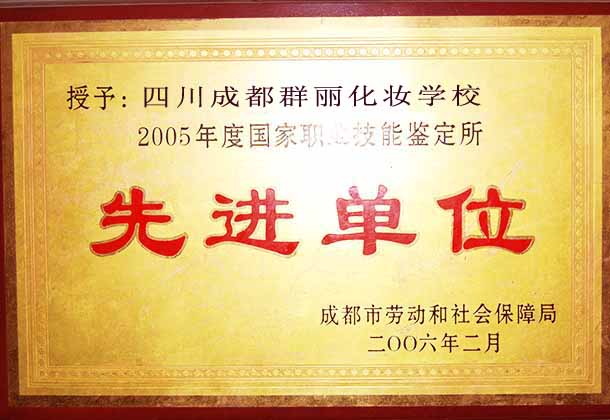 授予：四川成都群丽化妆学校
2005年度国家职业技能鉴定所
先进单位
成都市劳动和社会保障局
二〇〇六年二月